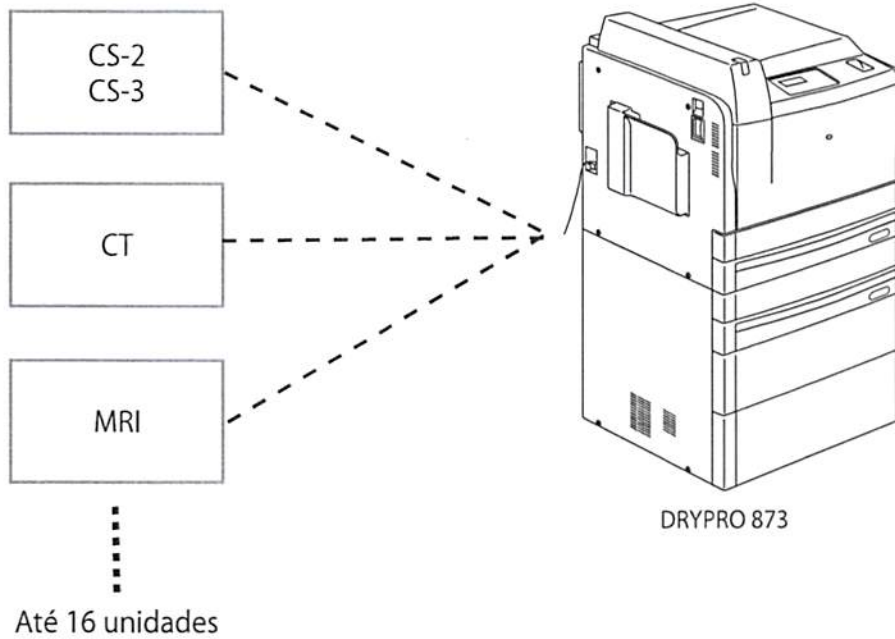 CS-2
CS-3
CT
MRI
DRYPRO 873
Até 16 unidades